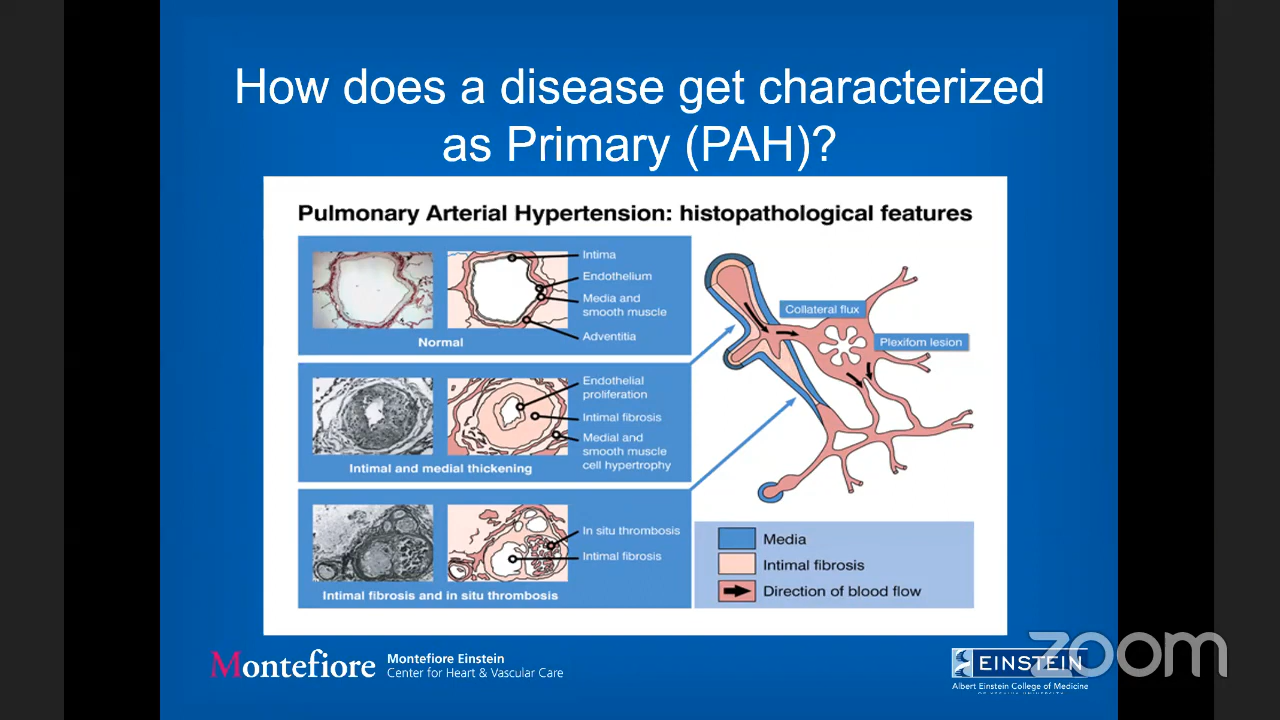 How does a disease get characterized
as Primary (PAH)?
Pulmonary Arterial Hypertension: histopathological features
Intima
Endothelium
Media and
smooth muscle
Adventitia
Normal
Endothelial
proliferation
Intimal fibrosis
Medial and
smooth muscle
cell hypertrophy
Intimal and medial thickening
In situ thrombosis
Intimal fibrosis
Intimal fibrosis and in situ thrombosis
Collateral flux
Plexifom lesion
Media
Intimal fibrosis
Direction of blood flow
Montefiore
Montefiore Einstein
Center for Heart & Vascular Care
EINSTEIN
Albert Einstein College of Medicine
zoom